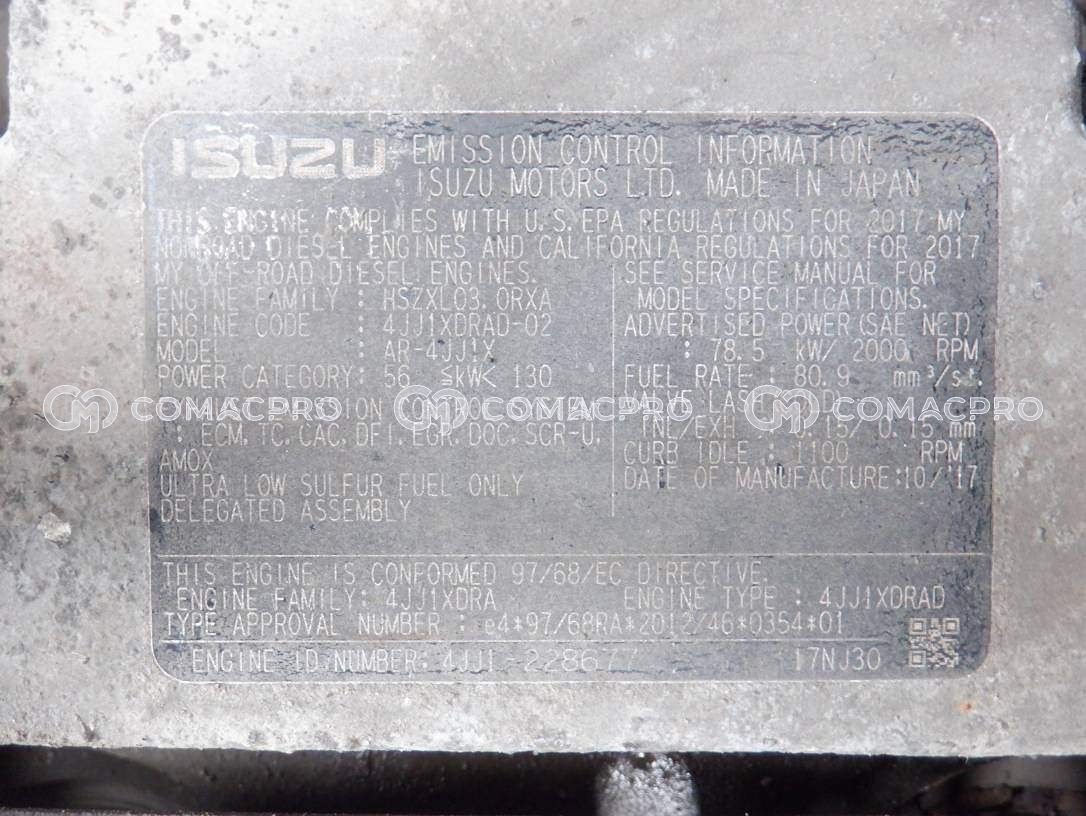 ISUZU EMISSION CONTROL INFORMATION
ISUZU MOTORS LTD. MADE IN JAPAN
THIS ENGINE COMPLIES WITH U.S. EPA REGULATIONS FOR 2017 MY
NONROAD DIESEL ENGINES AND CALIFORNIA REGULATIONS FOR 2017
MY OFF-ROAD DIESEL ENGINES.
ENGINE FAMILY : HSZXL03.0RXA
ENGINE CODE : 4JJ1XDRAD-02
MODEL : AR-4JJ1X
POWER CATEGORY: 56 ≦kW< 130
EMISSION CONTROL SYSTEM
: ECM, TC, CAC, DFI, EGR, DOC, SCR-U,
AMOX
ULTRA LOW SULFUR FUEL ONLY
DELEGATED ASSEMBLY
SEE SERVICE MANUAL FOR
MODEL SPECIFICATIONS.
ADVERTISED POWER(SAE NET)
: 78.5 kW/ 2000 RPM
FUEL RATE: 80.9 mm³/st.
VALVE LASH COLD
INL/EXH : 0.15/ 0.15 mm
CURB IDLE : 1100 RPM
DATE OF MANUFACTURE:10/'17
COMACPRO COMACPRO COMACPRO COMACPRO
THIS ENGINE IS CONFORMED 97/68/EC DIRECTIVE.
ENGINE FAMILY: 4JJ1XDRA ENGINE TYPE : 4JJ1XDRAD
TYPE APPROVAL NUMBER : e4*97/68RA*2012/46*0354*01
ENGINE ID NUMBER: 4JJ1-228677 17NJ30